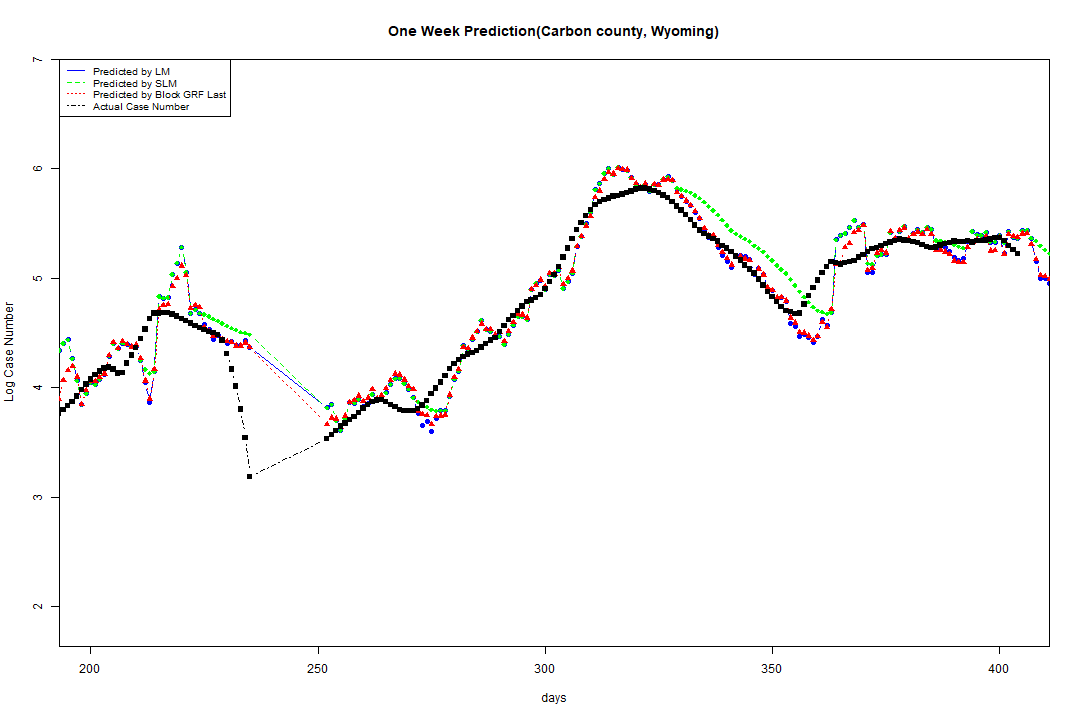 One Week Prediction(Carbon county, Wyoming)
Predicted by LM
Predicted by SLM
Predicted by Block GRF Last
Actual Case Number
Log Case Number
7
6
5
4
3
2
200 250 300 350 400
days